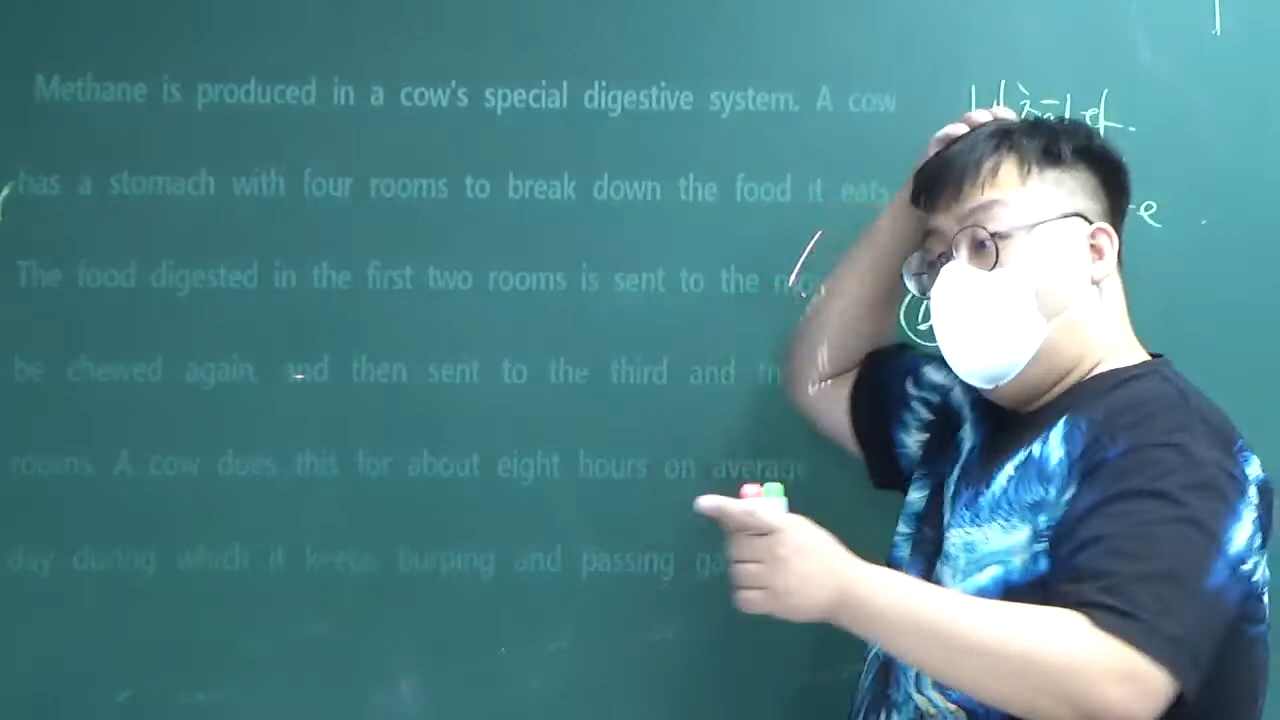 Methane is produced in a cow's special digestive system. A cow
has a stomach with four rooms to break down the food it eats
The food digested in the first two rooms is sent to the
be chewed again, and then sent to the third and
rooms. A cow does this for about eight hours on average
day during which it keeps burping and passing